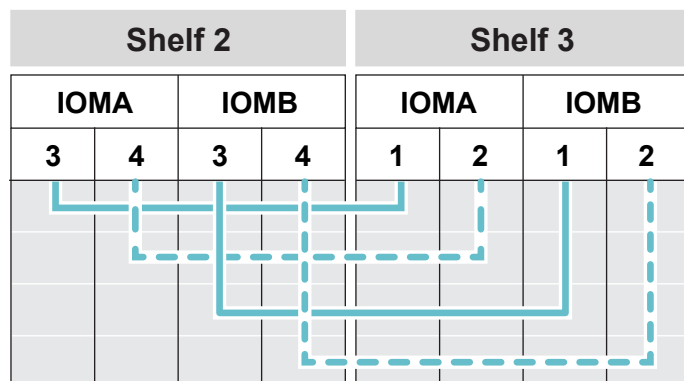 Shelf 2 Shelf 3
IOMA IOMB IOMA IOMB
3 4 3 4 1 2 1 2